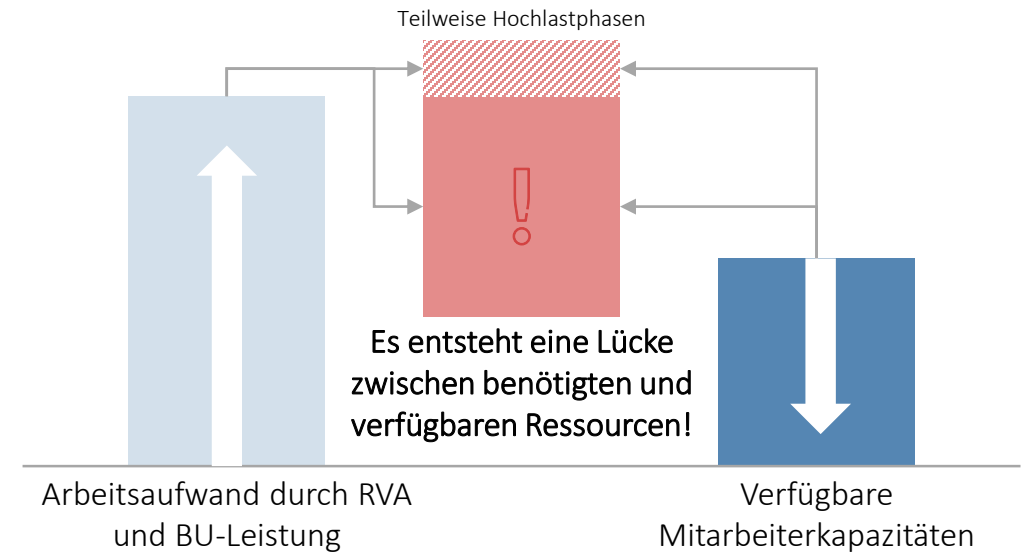 Teilweise Hochlastphasen
!
Es entsteht eine Lücke
zwischen benötigten und
verfügbaren Ressourcen!
Arbeitsaufwand durch RVA
und BU-Leistung
Verfügbare
Mitarbeiterkapazitäten